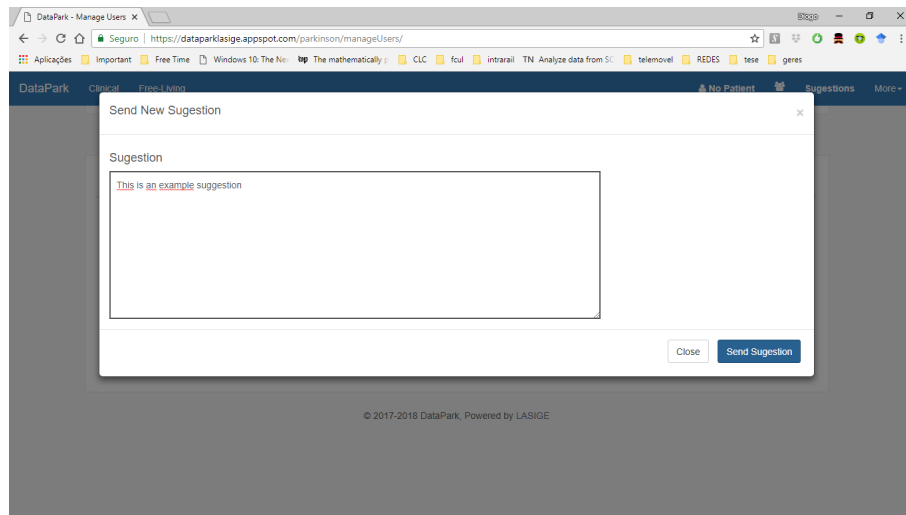 DataPark - Manage Users
Diogo
Seguro | https://dataparklasige.appspot.com/parkinson/manageUsers/
Aplicações Important Free Time Windows 10: The Ne The mathematically p CLC fcul intrarail TN Analyze data from SC telemovel REDES tese geres
DataPark Clinical Free-Living No Patient Sugestions More
Send New Sugestion ×
Sugestion
This is an example suggestion
Close Send Sugestion
© 2017-2018 DataPark, Powered by LASIGE